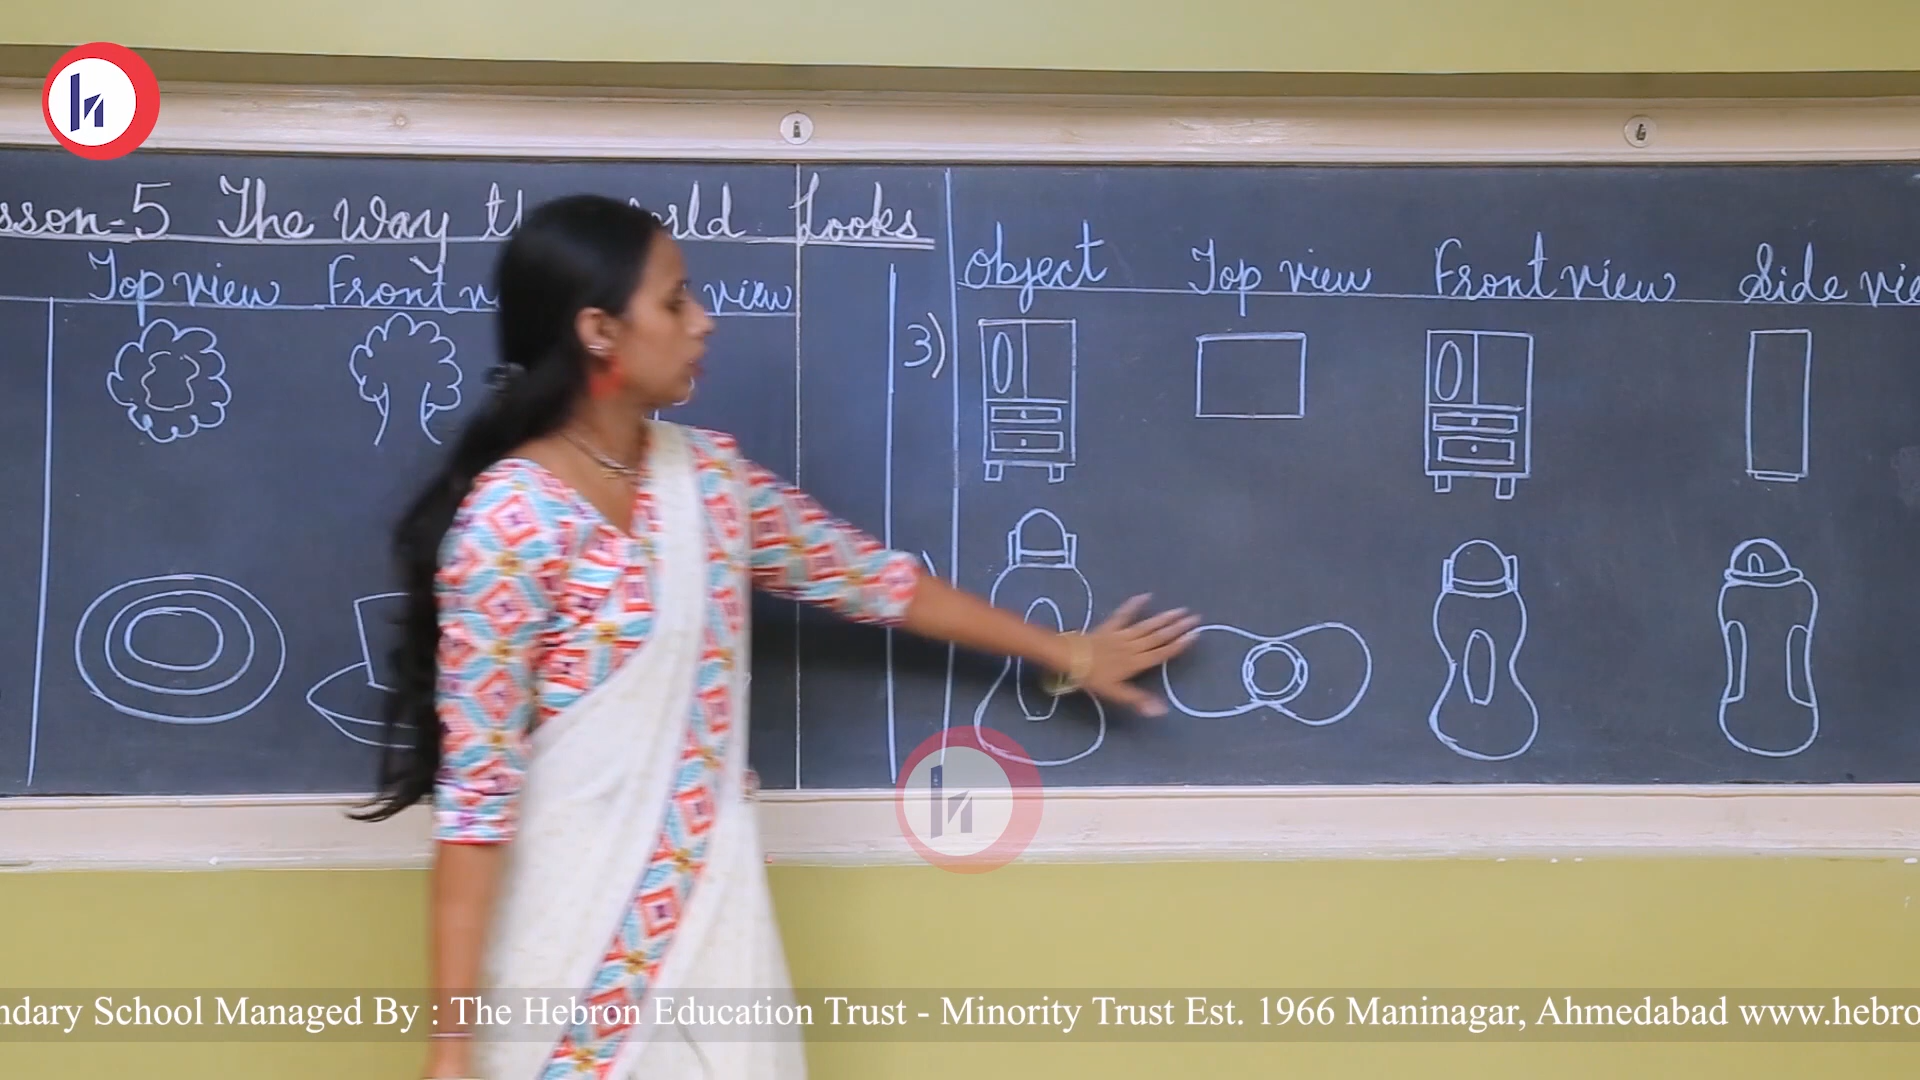 sson-5 The Way th orld Looks
Top view Front v view
Object Top view Front view Side vie
3)
ndary School Managed By : The Hebron Education Trust - Minority Trust Est. 1966 Maninagar, Ahmedabad www.hebro